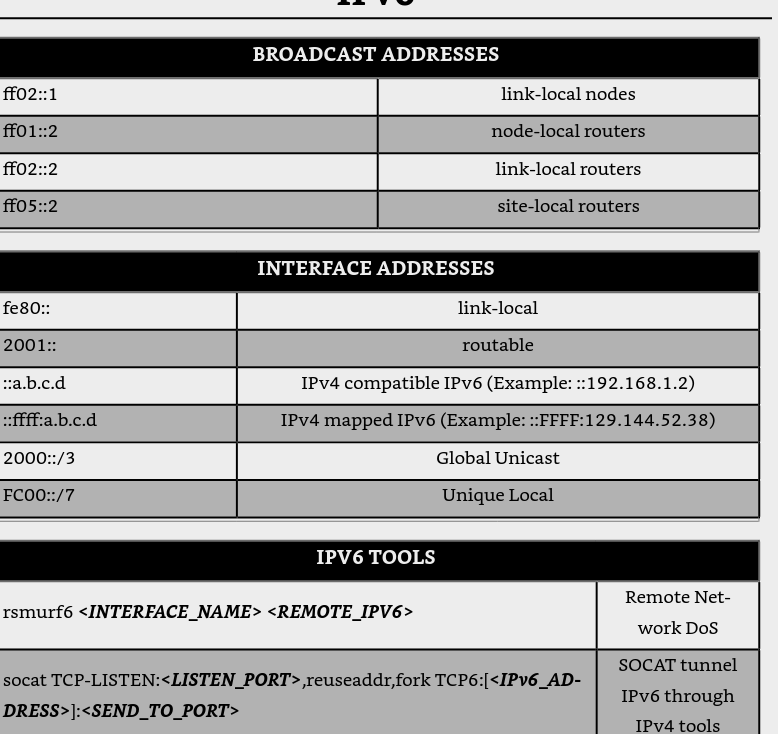 IPv6
BROADCAST ADDRESSES
ff02::1 link-local nodes
ff01::2 node-local routers
ff02::2 link-local routers
ff05::2 site-local routers
INTERFACE ADDRESSES
fe80:: link-local
2001:: routable
::a.b.c.d IPv4 compatible IPv6 (Example: ::192.168.1.2)
::ffff:a.b.c.d IPv4 mapped IPv6 (Example: ::FFFF:129.144.52.38)
2000::/3 Global Unicast
FC00::/7 Unique Local
IPV6 TOOLS
rsmurf6 <INTERFACE_NAME> <REMOTE_IPV6>
Remote Net-
work DoS
socat TCP-LISTEN:<LISTEN_PORT>,reuseaddr,fork TCP6:[<IPv6_AD-
DRESS>]:<SEND_TO_PORT>
SOCAT tunnel
IPv6 through
IPv4 tools